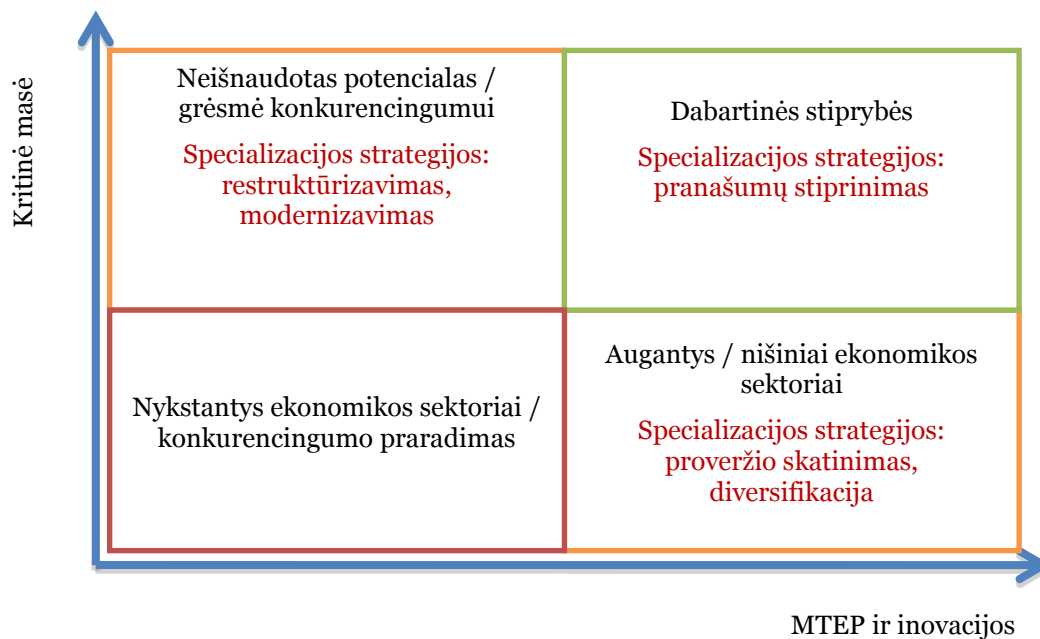 Kritinė masė
Neišnaudotas potencialas /
grėsmė konkurencingumui
Specializacijos strategijos:
restruktūrizavimas,
modernizavimas
Dabartinės stiprybės
Specializacijos strategijos:
pranašumų stiprinimas
Nykstantys ekonomikos sektoriai /
konkurencingumo praradimas
Augantys / nišiniai ekonomikos
sektoriai
Specializacijos strategijos:
proveržio skatinimas,
diversifikacija
MTEP ir inovacijos